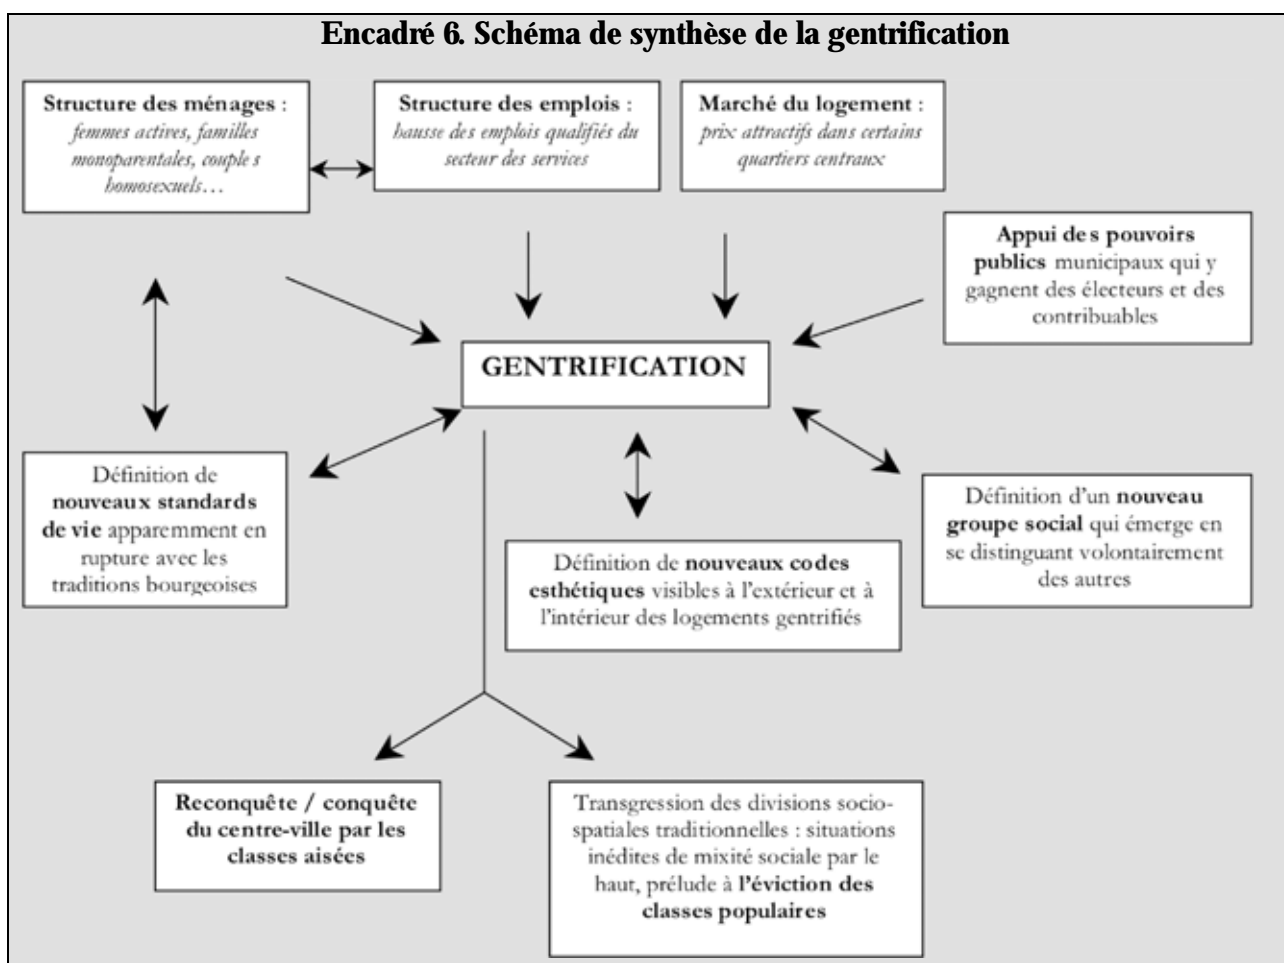 Encadré 6. Schéma de synthèse de la gentrification
Structure des ménages :
femmes actives, familles
monoparentales, couple s
homosexuels…
Structure des emplois :
hausse des emplois qualifiés du
secteur des services
Marché du logement :
prix attractifs dans certains
quartiers centraux
Appui des pouvoirs
publics municipaux qui y
gagnent des électeurs et des
contribuables
GENTRIFICATION
Définition de
nouveaux standards
de vie apparemment en
rupture avec les
traditions bourgeoises
Définition de nouveaux codes
esthétiques visibles à l'extérieur et à
l'intérieur des logements gentrifiés
Définition d'un nouveau
groupe social qui émerge en
se distinguant volontairement
des autres
Reconquête / conquête
du centre-ville par les
classes aisées
Transgression des divisions socio-
spatiales traditionnelles : situations
inédites de mixité sociale par le
haut, prélude à l'éviction des
classes populaires